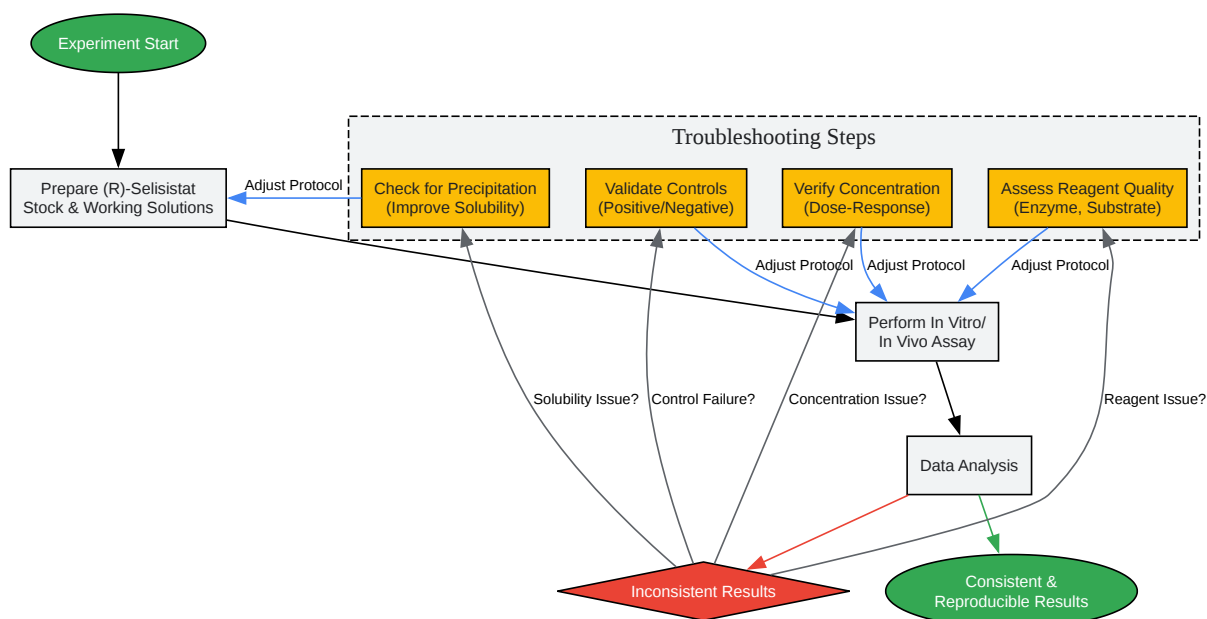 Experiment Start
Troubleshooting Steps
Prepare (R)-Selisistat
Stock & Working Solutions
Adjust Protocol
Check for Precipitation
(Improve Solubility)
Validate Controls
(Positive/Negative)
Verify Concentration
(Dose-Response)
Assess Reagent Quality
(Enzyme, Substrate)
Adjust Protocol
Adjust Protocol
Adjust Protocol
Perform In Vitro/
In Vivo Assay
Solubility Issue?
Control Failure?
Concentration Issue?
Reagent Issue?
Data Analysis
Inconsistent Results
Consistent &
Reproducible Results